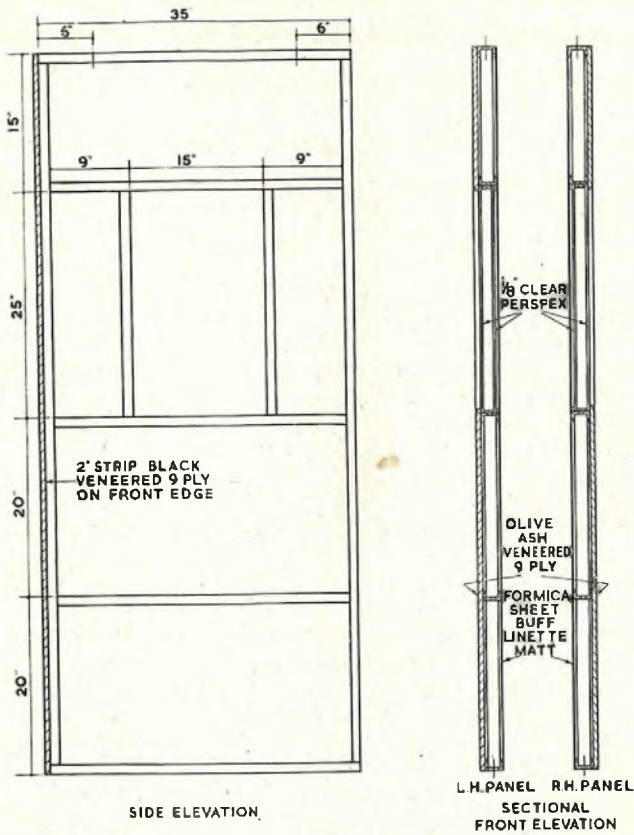 35"
6"
6"
15"
9"
15"
9"
25"
⅛" CLEAR
PERSPEX
2" STRIP BLACK
VENEERED 9 PLY
ON FRONT EDGE
20"
OLIVE
ASH
VENEERED
9 PLY
FORMICA
SHEET
BUFF
LINETTE
MATT
20"
L.H. PANEL R.H. PANEL
SIDE ELEVATION
SECTIONAL
FRONT ELEVATION